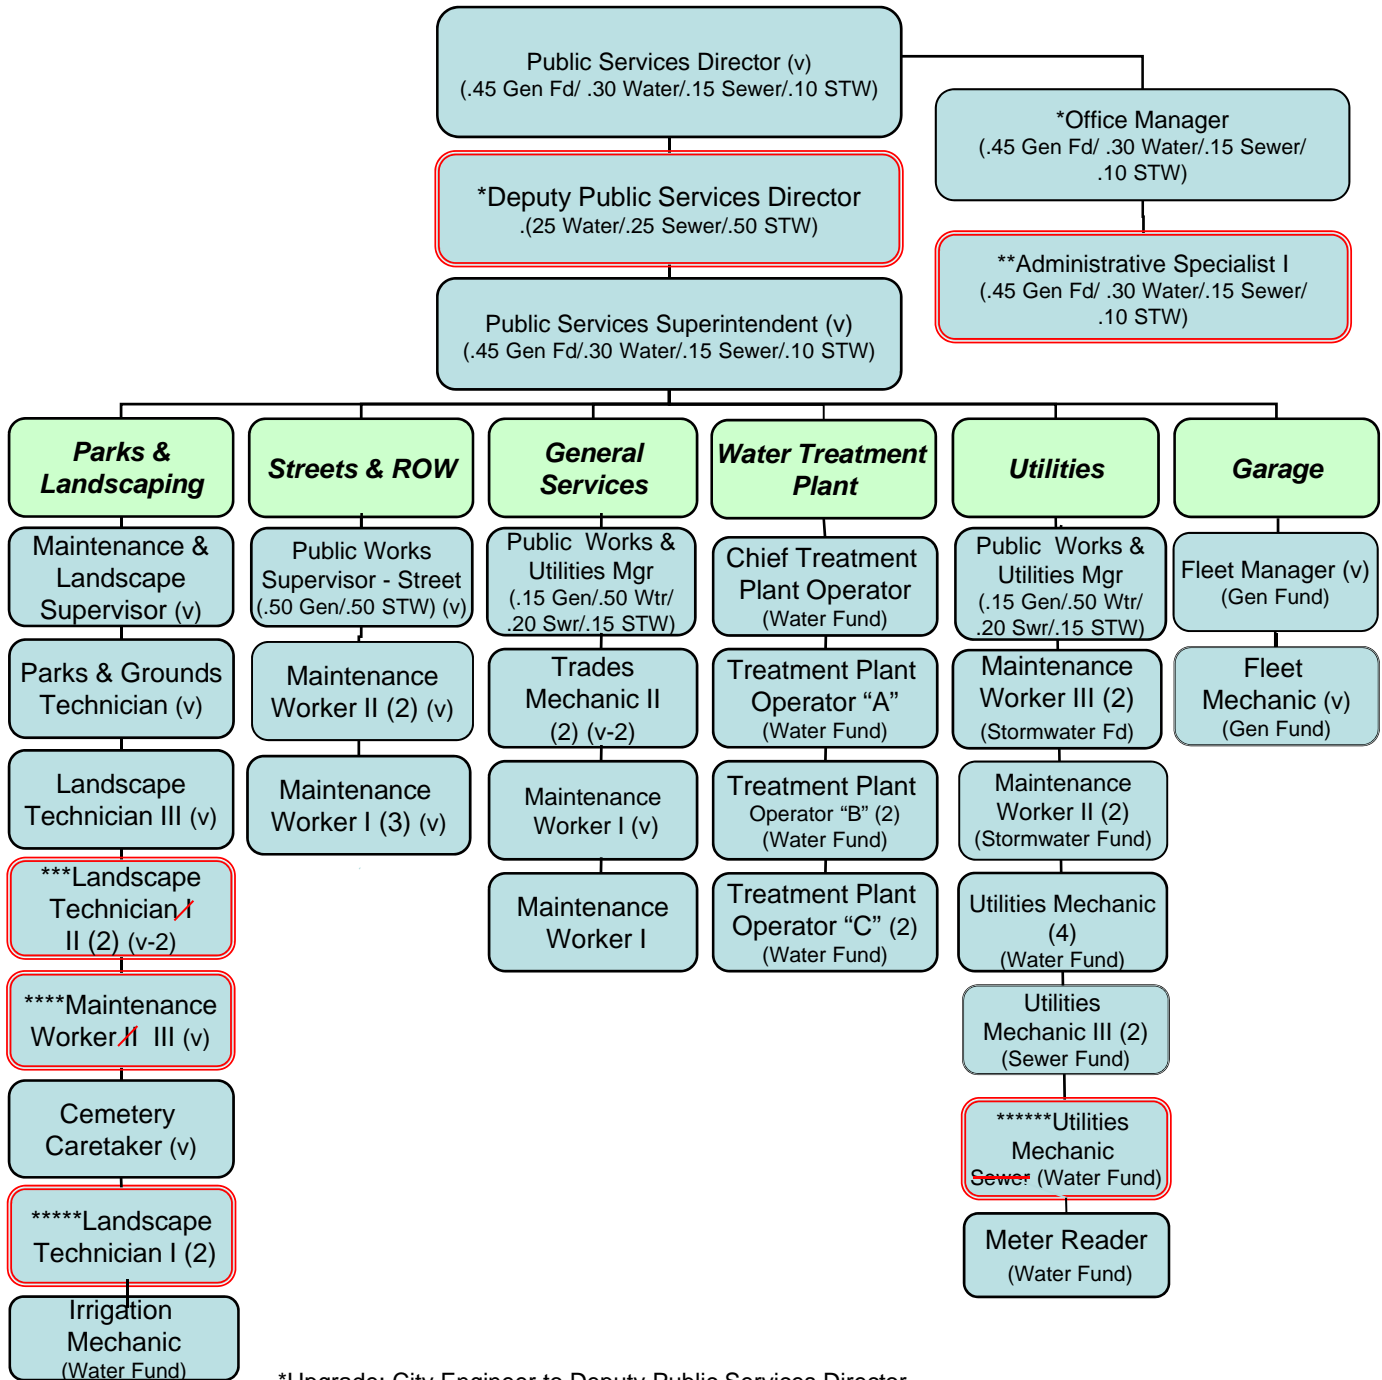 Public Services Director (v)
(.45 Gen Fd/ .30 Water/.15 Sewer/.10 STW)
*Office Manager
(.45 Gen Fd/ .30 Water/.15 Sewer/
.10 STW)
*Deputy Public Services Director
.(25 Water/.25 Sewer/.50 STW)
**Administrative Specialist I
(.45 Gen Fd/ .30 Water/.15 Sewer/
.10 STW)
Public Services Superintendent (v)
(.45 Gen Fd/.30 Water/.15 Sewer/.10 STW)
Parks &
Landscaping
Maintenance &
Landscape
Supervisor (v)
Parks & Grounds
Technician (v)
Landscape
Technician III (v)
***Landscape
Technician I
II (2) (v-2)
****Maintenance
Worker II III (v)
Cemetery
Caretaker (v)
*****Landscape
Technician I (2)
Irrigation
Mechanic
(Water Fund)
Streets & ROW
Public Works
Supervisor - Street
(.50 Gen/.50 STW) (v)
Maintenance
Worker II (2) (v)
Maintenance
Worker I (3) (v)
General
Services
Public Works &
Utilities Mgr
(.15 Gen/.50 Wtr/
.20 Swr/.15 STW)
Trades
Mechanic II
(2) (v-2)
Maintenance
Worker I (v)
Maintenance
Worker I
Water Treatment
Plant
Chief Treatment
Plant Operator
(Water Fund)
Treatment Plant
Operator “A”
(Water Fund)
Treatment Plant
Operator “B” (2)
(Water Fund)
Treatment Plant
Operator “C” (2)
(Water Fund)
Utilities
Public Works &
Utilities Mgr
(.15 Gen/.50 Wtr/
.20 Swr/.15 STW)
Maintenance
Worker III (2)
(Stormwater Fd)
Maintenance
Worker II (2)
(Stormwater Fund)
Utilities Mechanic
(4)
(Water Fund)
Utilities
Mechanic III (2)
(Sewer Fund)
******Utilities
Mechanic
Sewer (Water Fund)
Meter Reader
(Water Fund)
Garage
Fleet Manager (v)
(Gen Fund)
Fleet
Mechanic (v)
(Gen Fund)
*Upgrade: City Engineer to Deputy Public Services Director